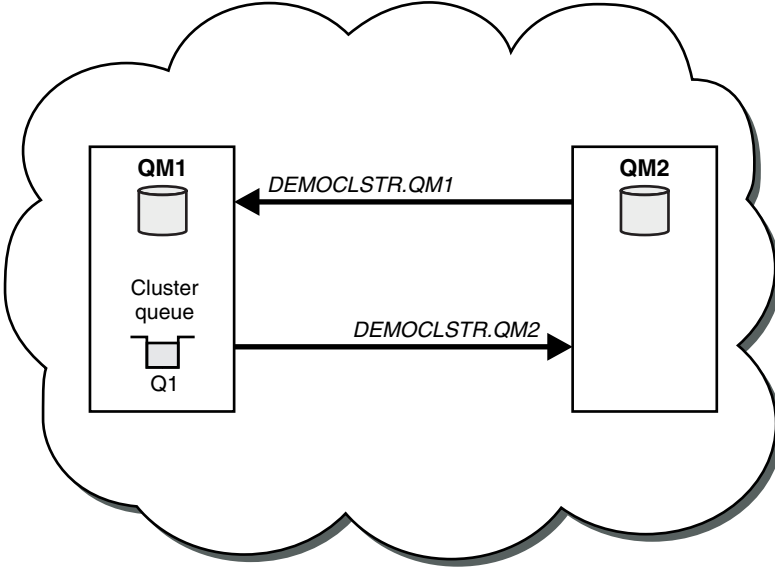 QM1
QM2
DEMOCLSTR.QM1
Cluster
queue
DEMOCLSTR.QM2
Q1